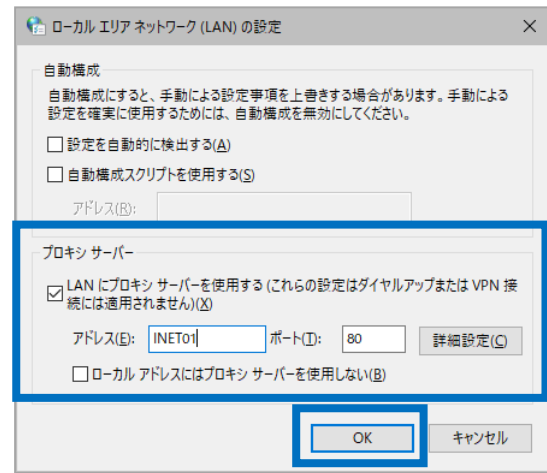 ローカル エリア ネットワーク (LAN) の設定
自動構成
自動構成にすると、手動による設定事項を上書きする場合があります。手動による
設定を確実に使用するためには、自動構成を無効にしてください。
設定を自動的に検出する(A)
自動構成スクリプトを使用する(S)
アドレス(R):
プロキシ サーバー
LAN にプロキシ サーバーを使用する (これらの設定はダイヤルアップまたは VPN 接
続には適用されません)(X)
アドレス(E): INET01 ポート(T): 80 詳細設定(C)
ローカル アドレスにはプロキシ サーバーを使用しない(B)
OK キャンセル